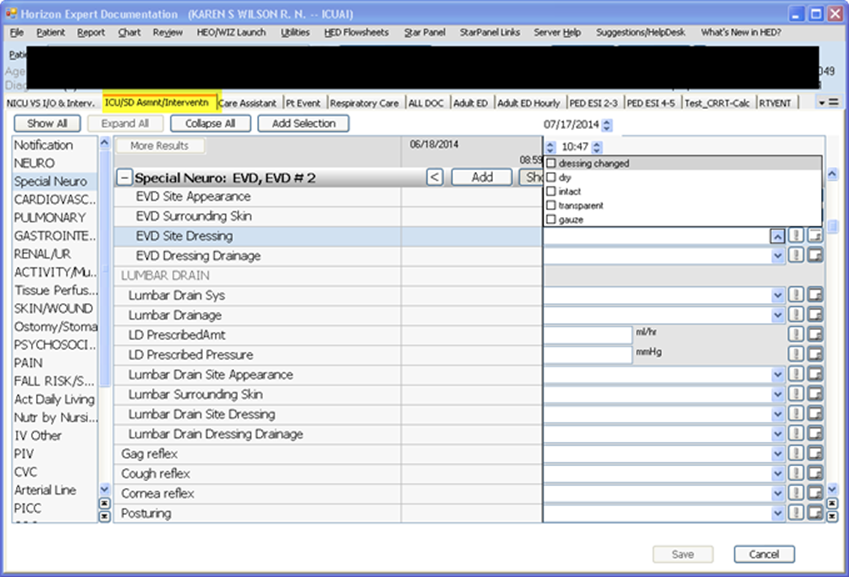 Horizon Expert Documentation (KAREN S WILSON R. N. -- ICUAI)
File Patient Report Chart Review HEO/WIZ Launch Utilities HED Flowsheets Star Panel StarPanel Links Server Help Suggestions/HelpDesk What's New in HED?
049
NICU VS I/O & Interv. ICU/SD Asmnt/Interventn Care Assistant Pt Event Respiratory Care ALL DOC Adult ED Adult ED Hourly PED ESI 2-3 PED ESI 4-5 Test_CRRT-Calc RTVENT
Show All Expand All Collapse All Add Selection 07/17/2014
Notification More Results 06/18/2014 10:47
NEURO 08:59 dressing changed
Special Neuro Special Neuro: EVD, EVD # 2 < Add dry
CARDIOVASC... EVD Site Appearance intact
transparent
PULMONARY EVD Surrounding Skin gauze
GASTROINTE... EVD Site Dressing
RENAL/UR EVD Dressing Drainage
ACTIVITY/Mu... LUMBAR DRAIN
Tissue Perfus... Lumbar Drain Sys
SKIN/WOUND Lumbar Drainage
Ostomy/Stoma LD PrescribedAmt ml/hr
PSYCHOSOCI... LD Prescribed Pressure mmHg
PAIN Lumbar Drain Site Appearance
FALL RISK/S... Lumbar Surrounding Skin
Act Daily Living Lumbar Drain Site Dressing
Nutr by Nursi...
IV Other Lumbar Drain Dressing Drainage
PIV Gag reflex
CVC Cough reflex
Arterial Line Cornea reflex
PICC Posturing
Save Cancel